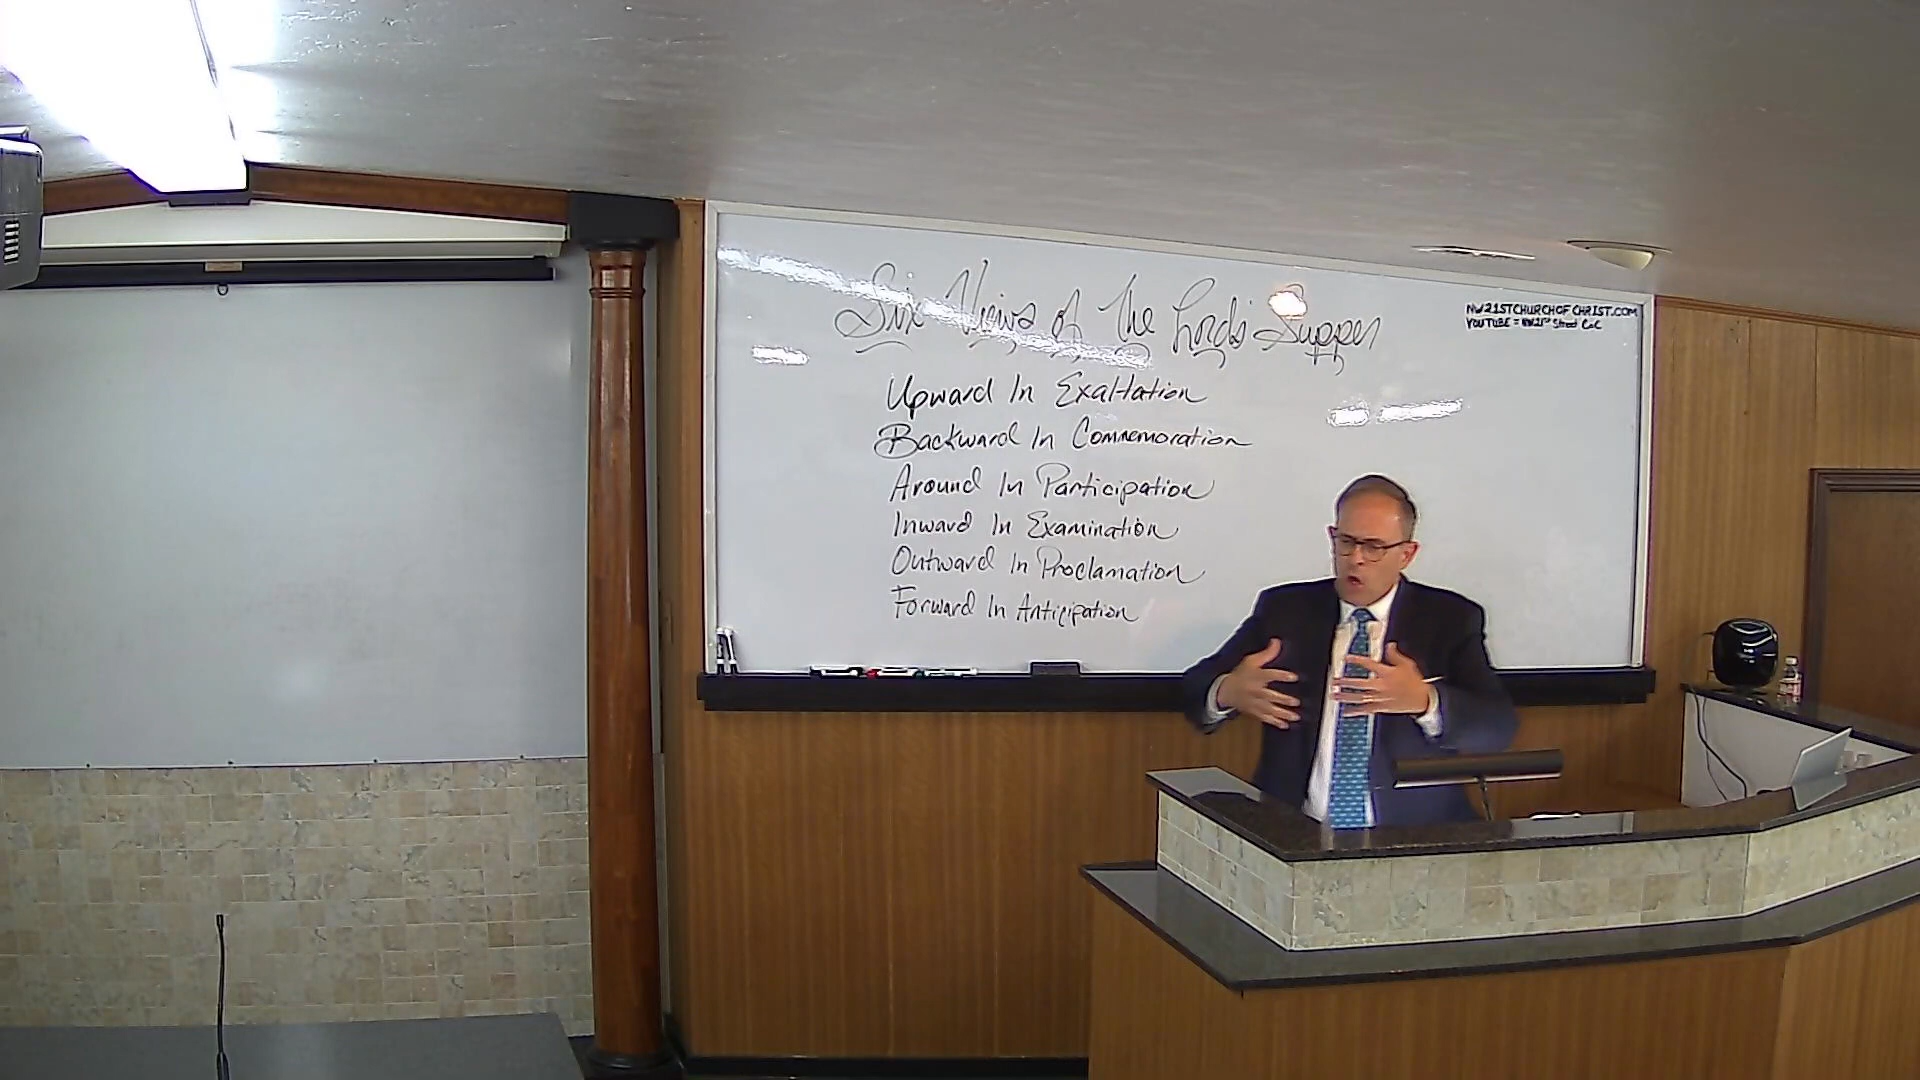 Six Views of the Lord's Supper
NW21STCHURCHOFCHRIST.COM
YOUTUBE = NW21st Street CoC
Upward In Exaltation
Backward In Commemoration
Around In Participation
Inward In Examination
Outward In Proclamation
Forward In Anticipation